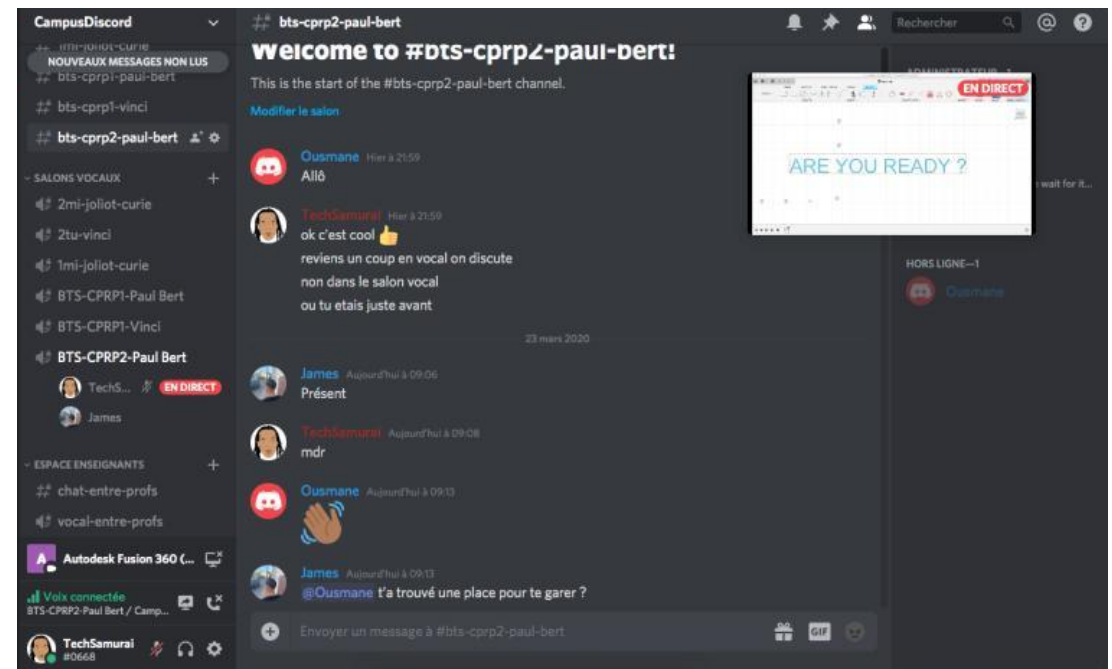 CampusDiscord
1mi-joliot-curie
NOUVEAUX MESSAGES NON LUS
bts-cprp1-paul-bert
bts-cprp1-vinci
bts-cprp2-paul-bert
SALONS VOCAUX
2mi-joliot-curie
2tu-vinci
1mi-joliot-curie
BTS-CPRP1-Paul Bert
BTS-CPRP1-Vinci
BTS-CPRP2-Paul Bert
TechS... EN DIRECT
James
ESPACE ENSEIGNANTS
chat-entre-profs
vocal-entre-profs
Autodesk Fusion 360 (...
Voix connectée
BTS-CPRP2-Paul Bert / Camp...
TechSamurai
#0668
bts-cprp2-paul-bert
Rechercher
Welcome to #bts-cprp2-paul-bert!
This is the start of the #bts-cprp2-paul-bert channel.
Modifier le salon
Ousmane Hier à 21:59
Allô
TechSamurai Hier à 21:59
ok c'est cool 👍
reviens un coup en vocal on discute
non dans le salon vocal
ou tu etais juste avant
23 mars 2020
James Aujourd'hui à 09:06
Présent
TechSamurai Aujourd'hui à 09:08
mdr
Ousmane Aujourd'hui à 09:13
👋🏾
James Aujourd'hui à 09:13
@Ousmane t'a trouvé une place pour te garer ?
Envoyer un message à #bts-cprp2-paul-bert
GIF
EN DIRECT
ARE YOU READY ?
wait for it...
HORS LIGNE—1
Ousmane